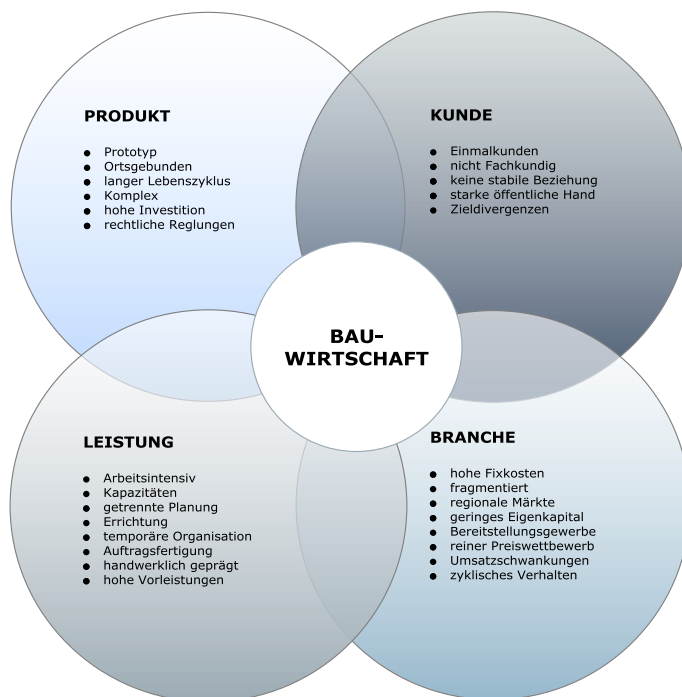 PRODUKT
Prototyp
Ortsgebunden
langer Lebenszyklus
Komplex
hohe Investition
rechtliche Reglungen
KUNDE
Einmalkunden
nicht Fachkundig
keine stabile Beziehung
starke öffentliche Hand
Zieldivergenzen
BAU-
WIRTSCHAFT
LEISTUNG
Arbeitsintensiv
Kapazitäten
getrennte Planung
Errichtung
temporäre Organisation
Auftragsfertigung
handwerklich geprägt
hohe Vorleistungen
BRANCHE
hohe Fixkosten
fragmentiert
regionale Märkte
geringes Eigenkapital
Bereitstellungsgewerbe
reiner Preiswettbewerb
Umsatzschwankungen
zyklisches Verhalten